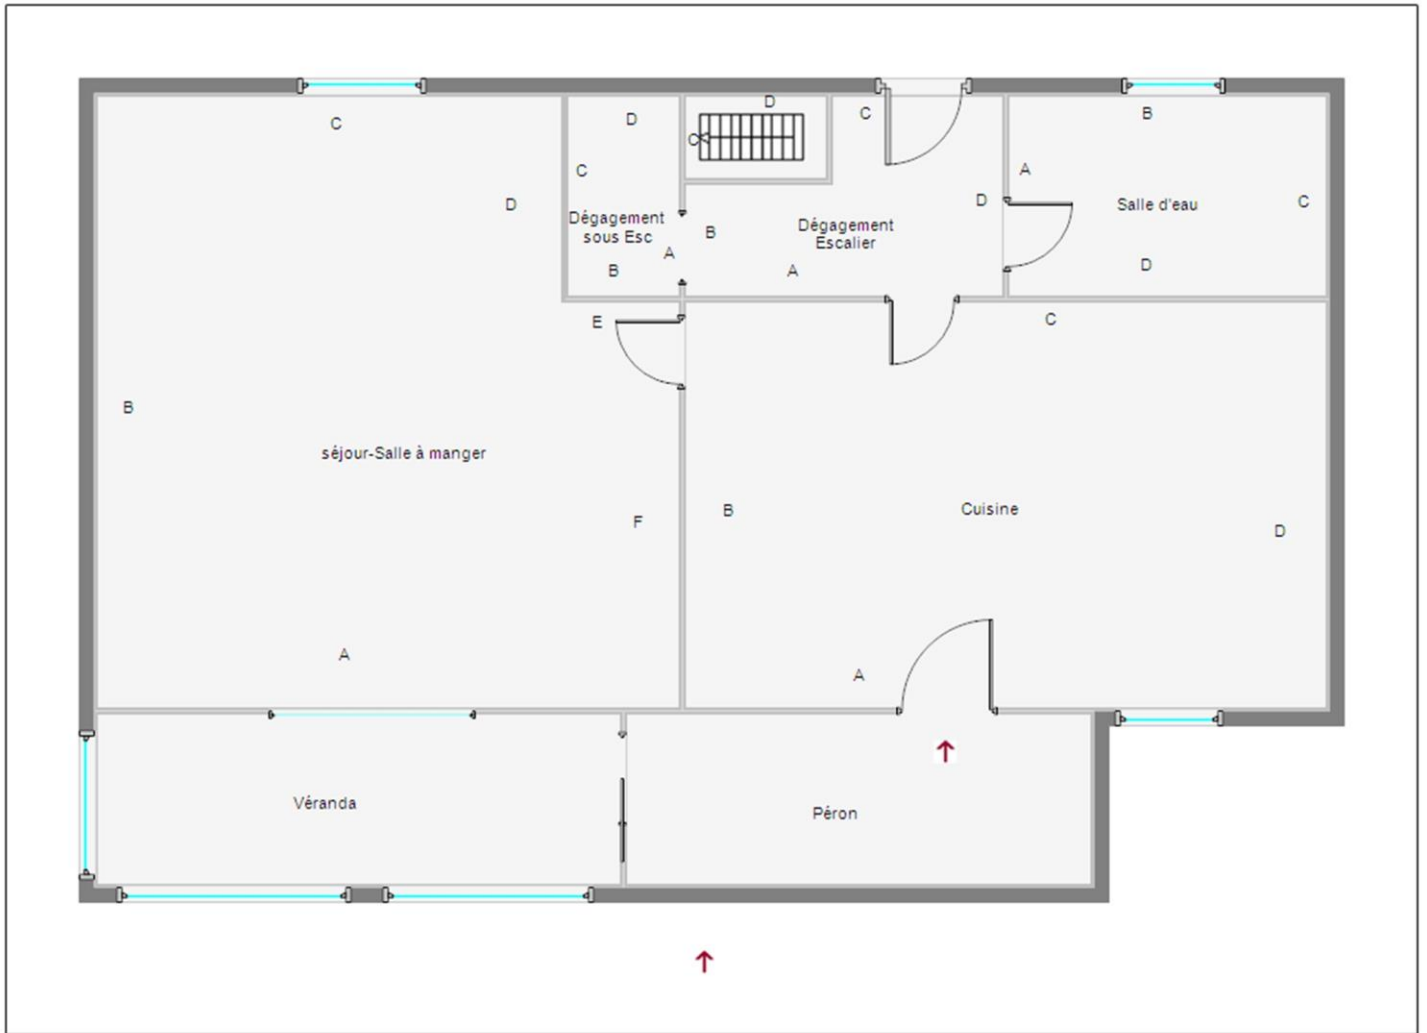 D
C
B
C
D
C
C
A
D
Salle d'eau
C
D
Dégagement
sous Esc
B
Dégagement
Escalier
D
A
B
A
E
C
B
séjour-Salle à manger
B
Cuisine
F
D
A
A
Véranda
Péron